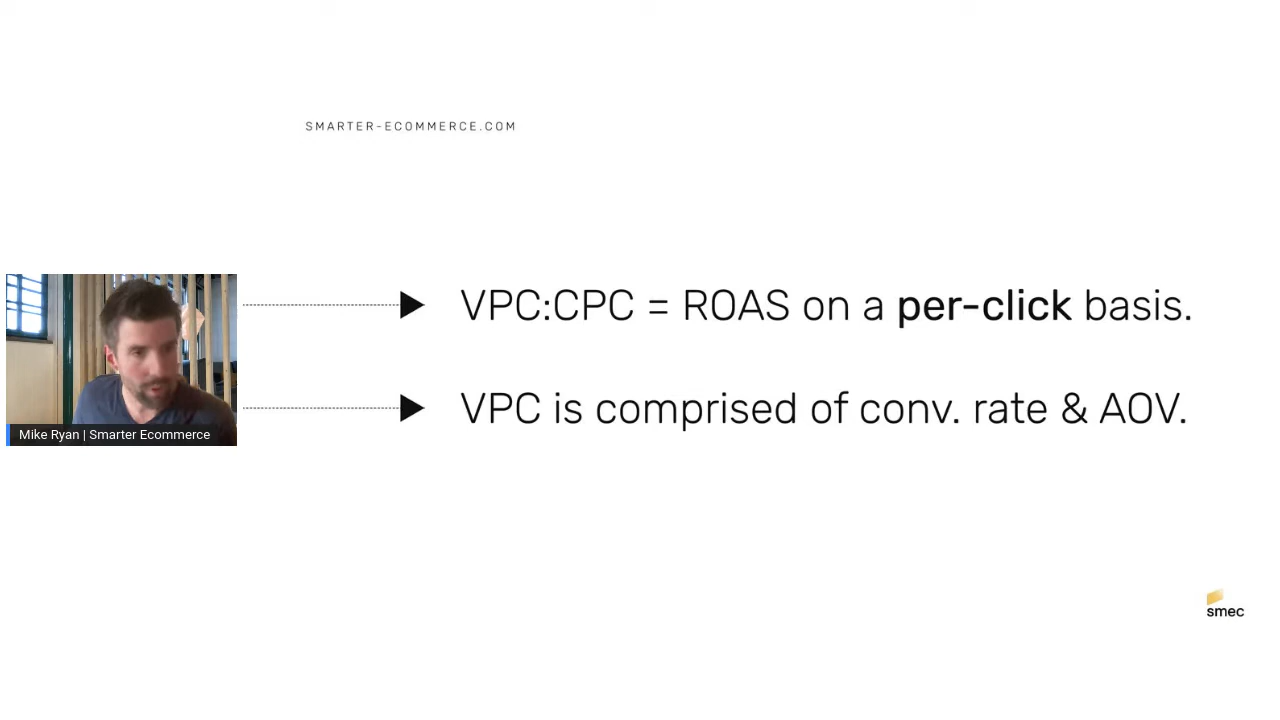 SMARTER-ECOMMERCE.COM
VPC:CPC = ROAS on a per-click basis.
VPC is comprised of conv. rate & AOV.
Mike Ryan | Smarter Ecommerce
smec